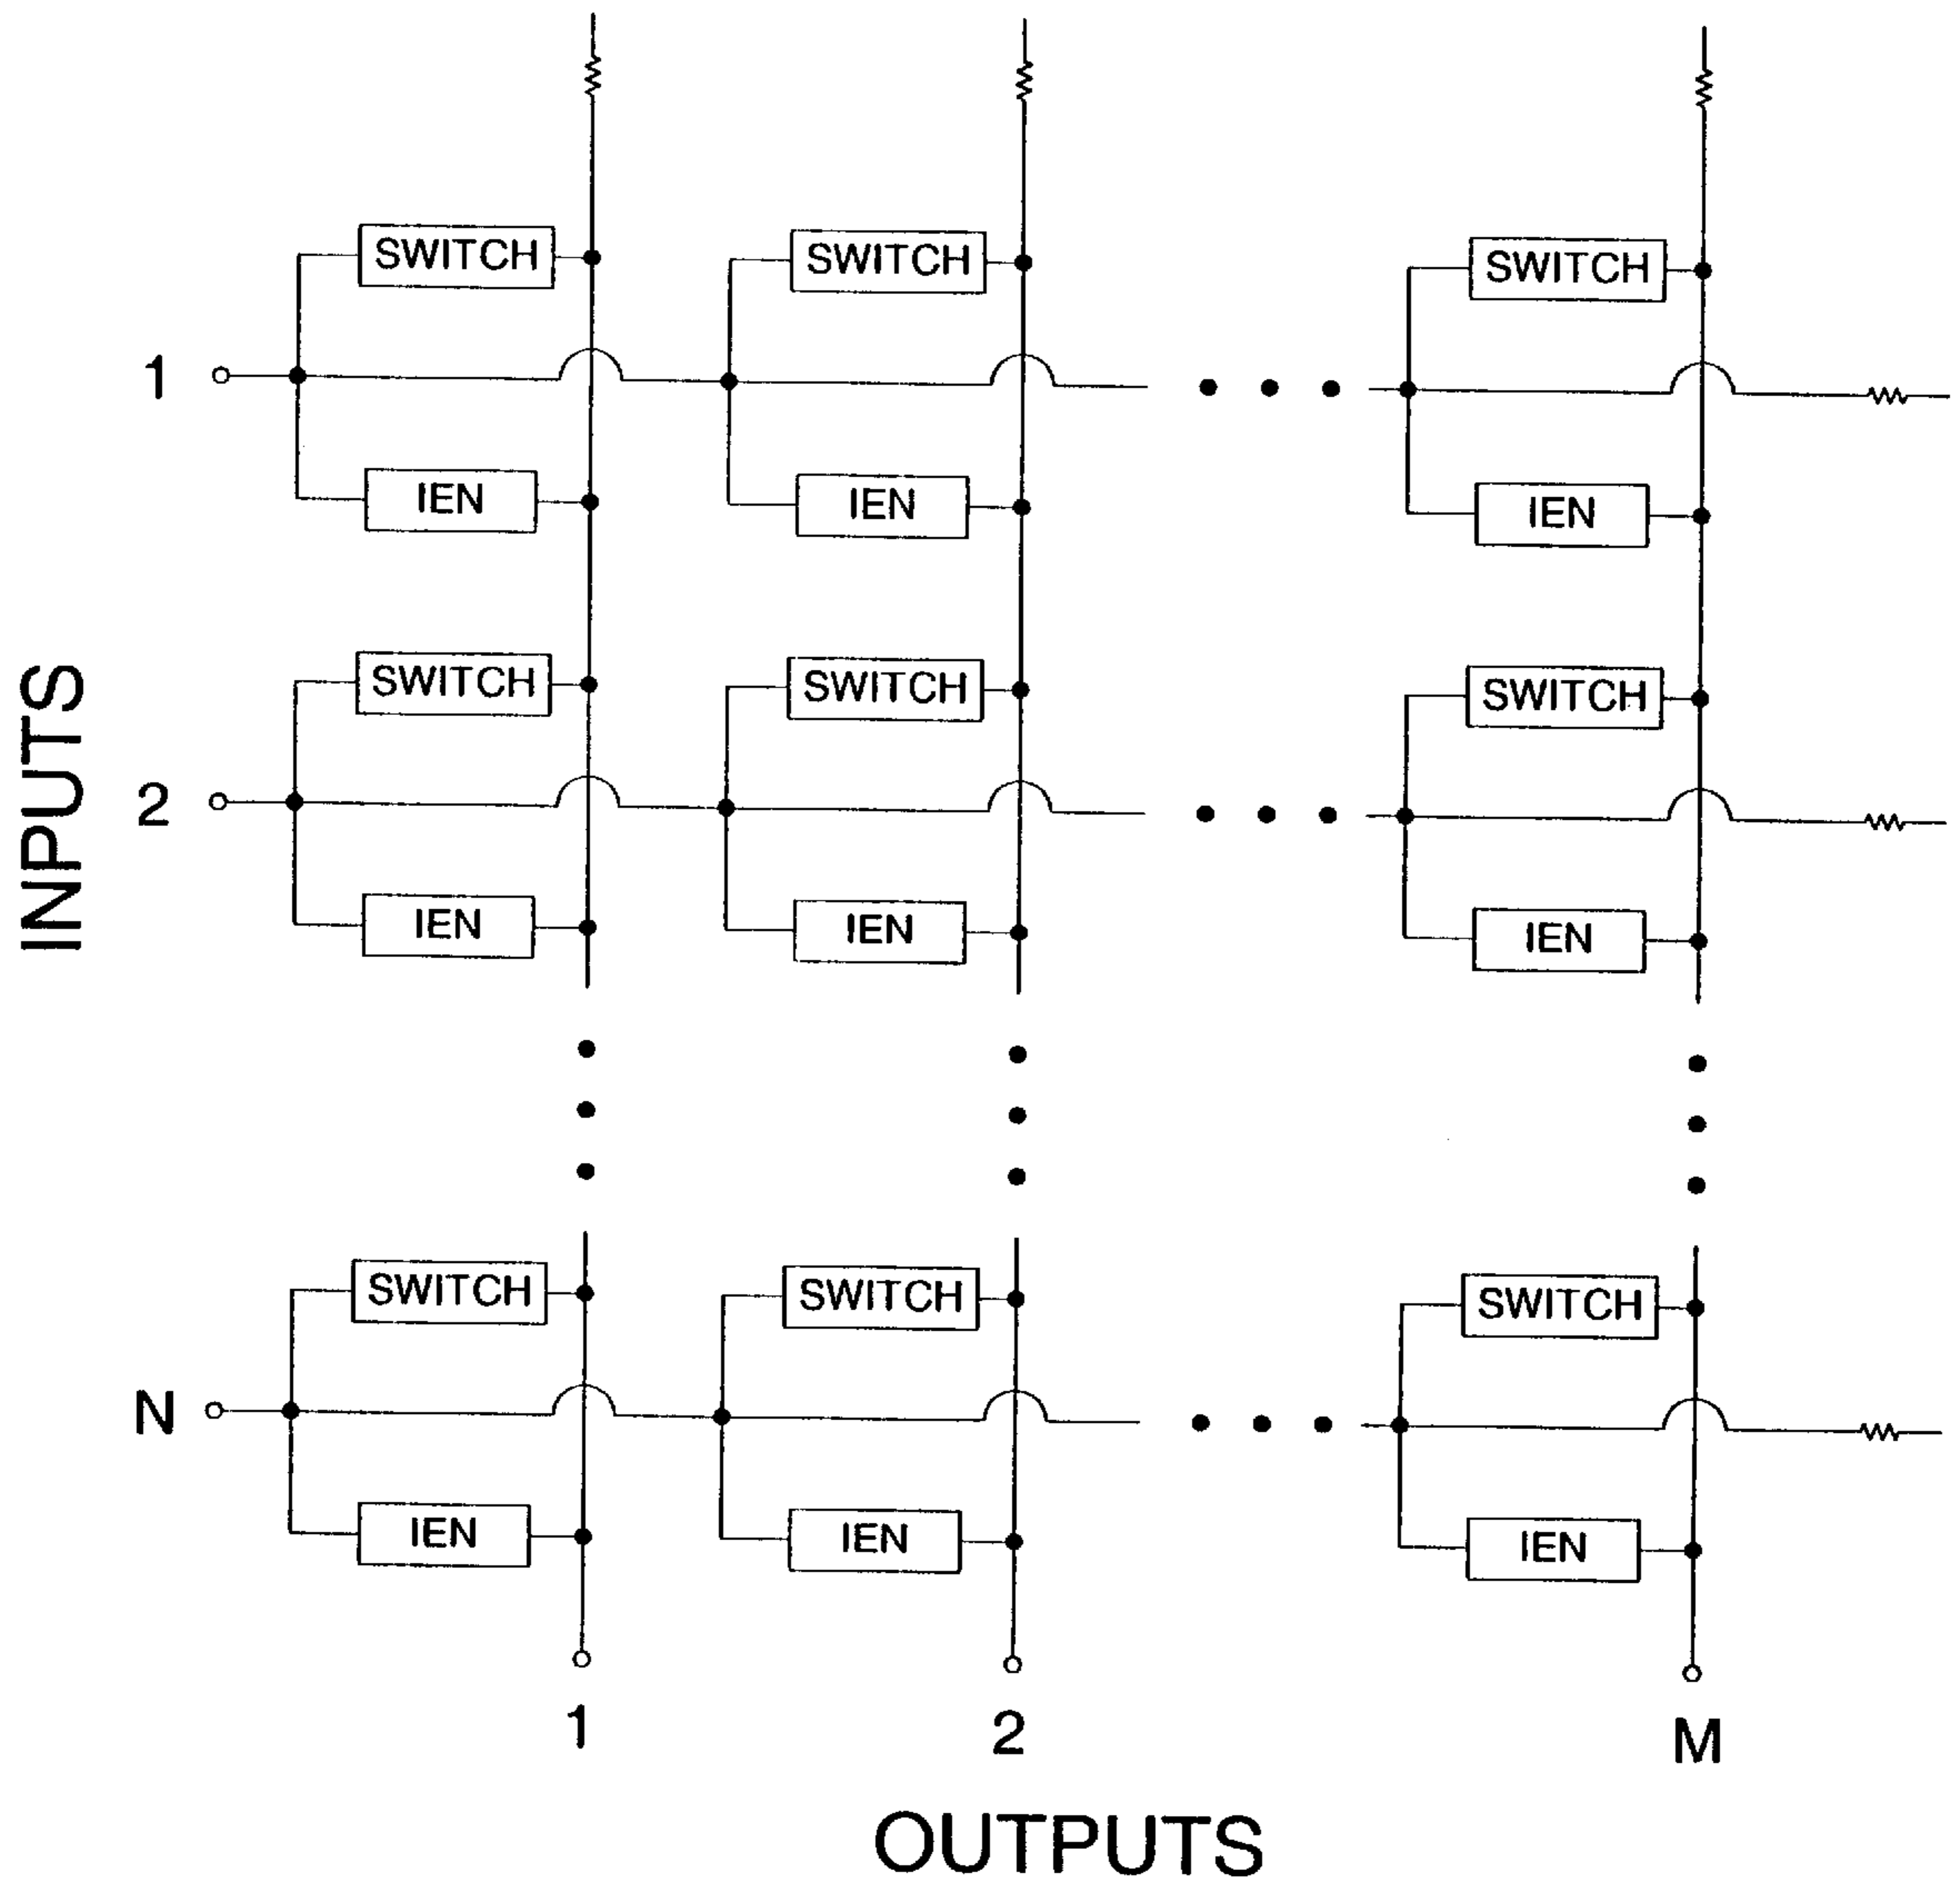 SWITCH SWITCH SWITCH
1
IEN IEN IEN
SWITCH SWITCH SWITCH
INPUTS
2
IEN IEN IEN
SWITCH SWITCH SWITCH
N
IEN IEN IEN
1 2 M
OUTPUTS